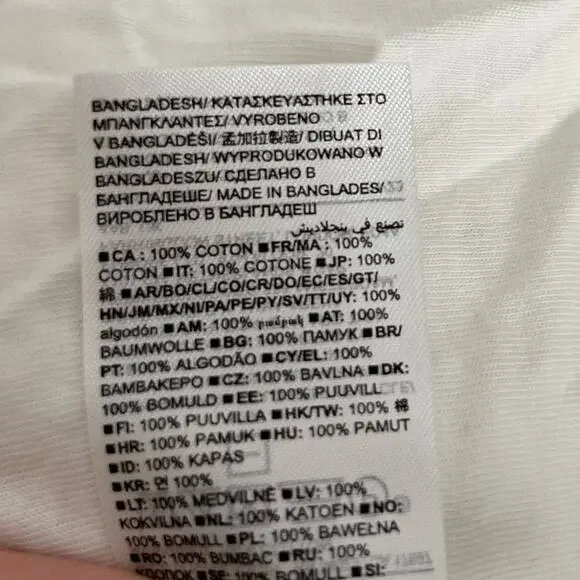 BANGLADESH/ ΚΑΤΑΣΚΕΥΑΣΤΗΚΕ ΣΤΟ
ΜΠΑΝΓΚΛΑΝΤΕΣ/ VYROBENO
V BANGLADÉŠI/ 孟加拉製造/ DIBUAT DI
BANGLADESH/ WYPRODUKOWANO W
BANGLADESZU/ СДЕЛАНО В
БАНГЛАДЕШЕ/ MADE IN BANGLADES/
ВИРОБЛЕНО В БАНГЛАДЕШ
تصنع في بنجلاديش
■CA : 100% COTON ■FR/MA : 100%
COTON ■IT: 100% COTONE ■JP: 100%
綿 ■AR/BO/CL/CO/CR/DO/EC/ES/GT/
HN/JM/MX/NI/PA/PE/PY/SV/TT/UY: 100%
algodón ■AM: 100% բամբակ ■AT: 100%
BAUMWOLLE ■BG: 100% ПАМУК ■BR/
PT: 100% ALGODÃO ■CY/EL: 100%
ΒΑΜΒΑΚΕΡΟ ■CZ: 100% BAVLNA ■DK:
100% BOMULD ■EE: 100% PUUVILL
■FI: 100% PUUVILLA ■HK/TW: 100% 棉
■HR: 100% PAMUK ■HU: 100% PAMUT
■ID: 100% KAPAS
■KR: 면 100%
■LT: 100% MEDVILNĖ ■LV: 100%
KOKVILNA ■NL: 100% KATOEN ■NO:
100% BOMULL ■PL: 100% BAWEŁNA
■RO: 100% BUMBAC ■RU: 100%
ХЛОПОК ■SE: 100% BOMULL ■SI: